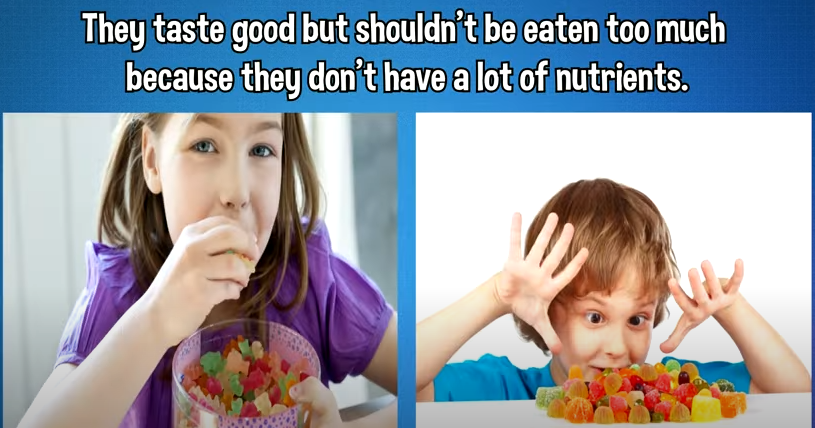 They taste good but shouldn't be eaten too much
because they don't have a lot of nutrients.